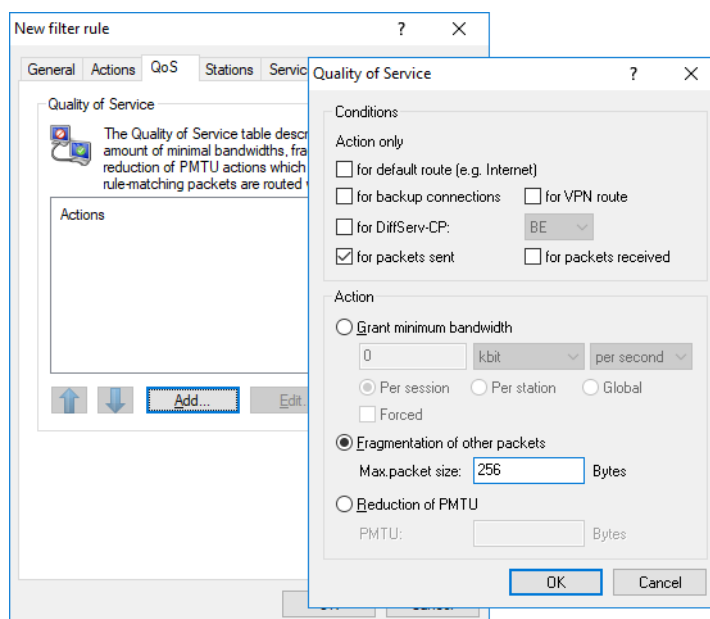 New filter rule
?
General Actions QoS Stations
Quality of Service
The Quality of Service table
amount of minimal bandwidths,
reduction of PMTU actions which
rule-matching packets are routed
Actions
Add...
Edit.
Quality of Service
?
Conditions
Action only
for default route (e.g. Internet)
for backup connections for VPN route
for DiffServ-CP: BE
for packets sent for packets received
Action
Grant minimum bandwidth
0 kbit per second
Per session Per station Global
Forced
Fragmentation of other packets
Max.packet size: 256 Bytes
Reduction of PMTU
PMTU: Bytes
OK Cancel